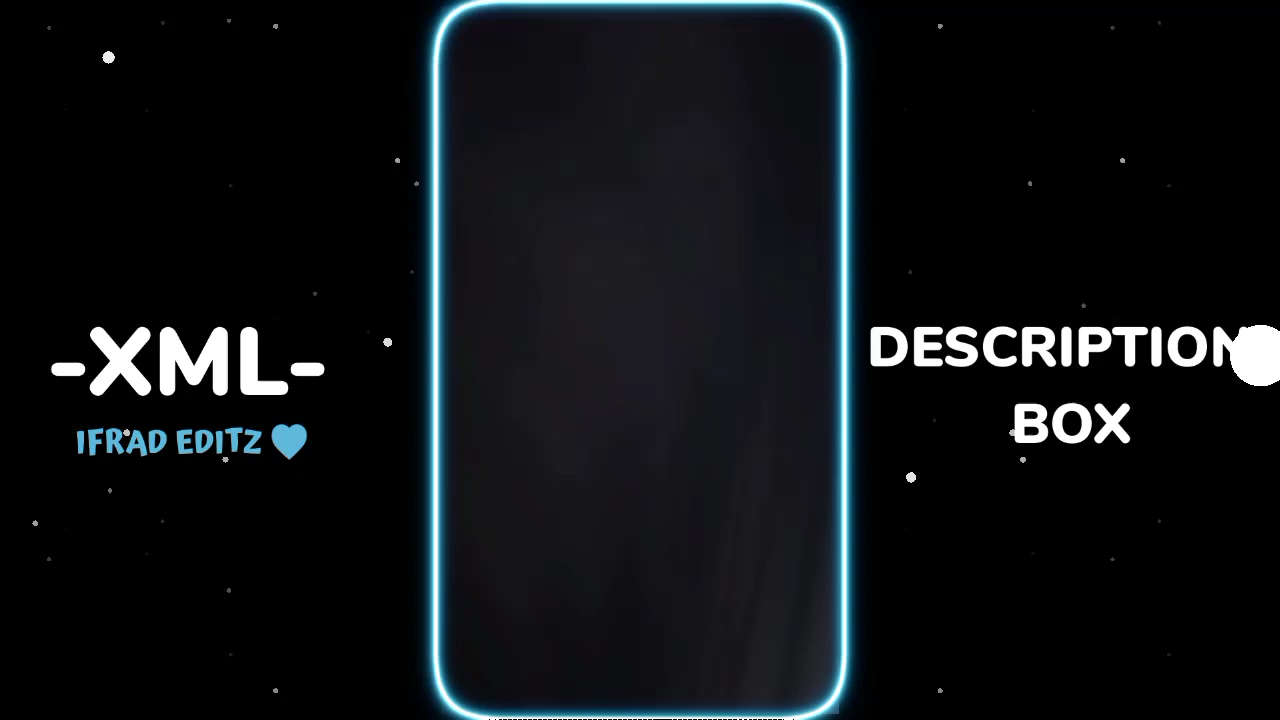 -XML-
IFRAD EDITZ 🩵
DESCRIPTION
BOX